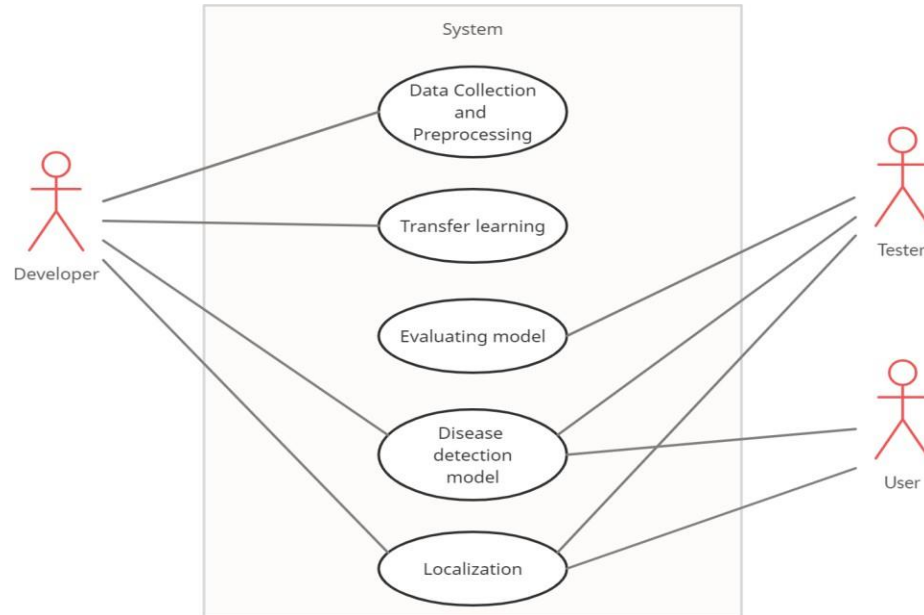 System
Data Collection
and
Preprocessing
Developer
Transfer learning
Tester
Evaluating model
Disease
detection
model
User
Localization